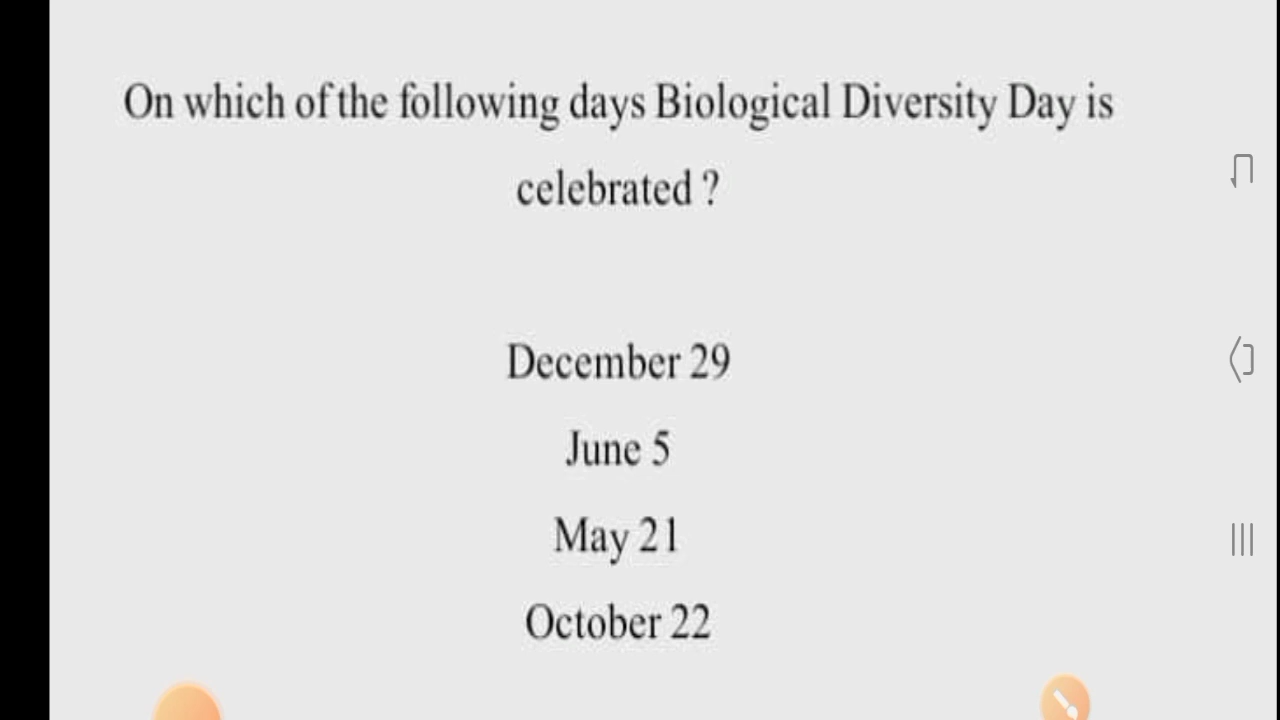 On which of the following days Biological Diversity Day is
celebrated ?
December 29
June 5
May 21
October 22